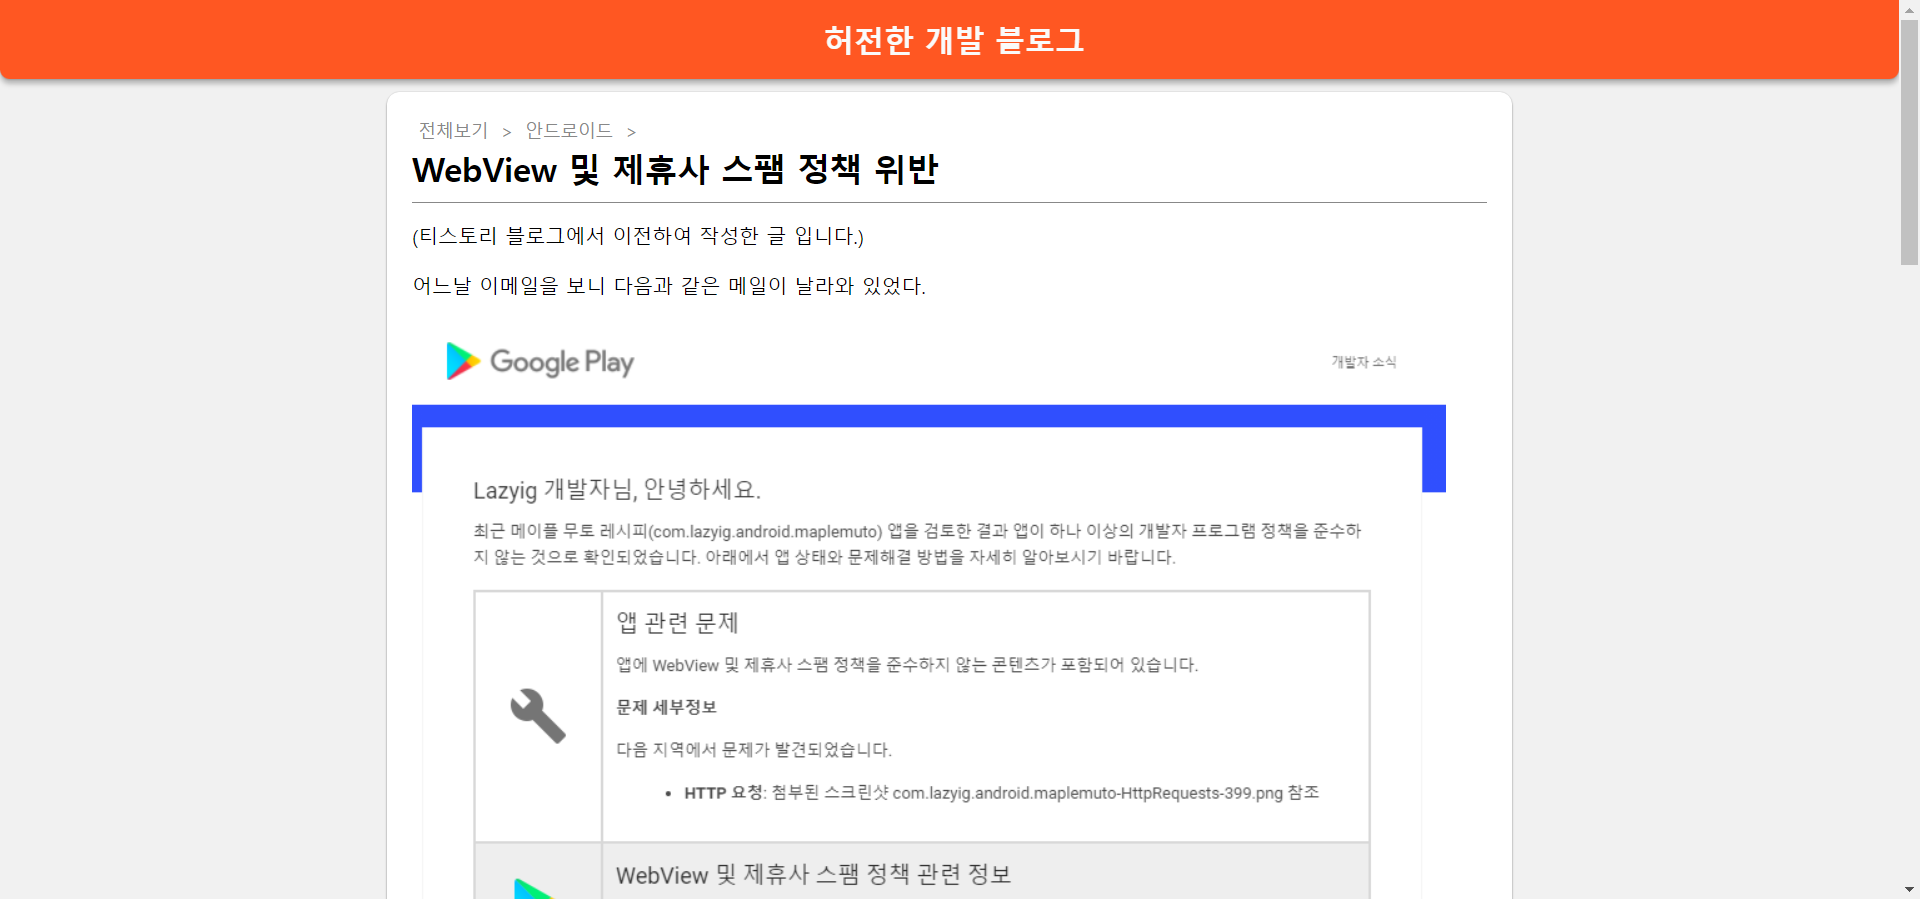 허전한 개발 블로그
전체보기 > 안드로이드 >
WebView 및 제휴사 스팸 정책 위반
(티스토리 블로그에서 이전하여 작성한 글 입니다.)
어느날 이메일을 보니 다음과 같은 메일이 날라와 있었다.
Google Play
개발자 소식
Lazyig 개발자님, 안녕하세요.
최근 메이플 무토 레시피(com.lazyig.android.maplemuto) 앱을 검토한 결과 앱이 하나 이상의 개발자 프로그램 정책을 준수하
지 않는 것으로 확인되었습니다. 아래에서 앱 상태와 문제해결 방법을 자세히 알아보시기 바랍니다.
앱 관련 문제
앱에 WebView 및 제휴사 스팸 정책을 준수하지 않는 콘텐츠가 포함되어 있습니다.
문제 세부정보
다음 지역에서 문제가 발견되었습니다.
• HTTP 요청: 첨부된 스크린샷 com.lazyig.android.maplemuto-HttpRequests-399.png 참조
WebView 및 제휴사 스팸 정책 관련 정보